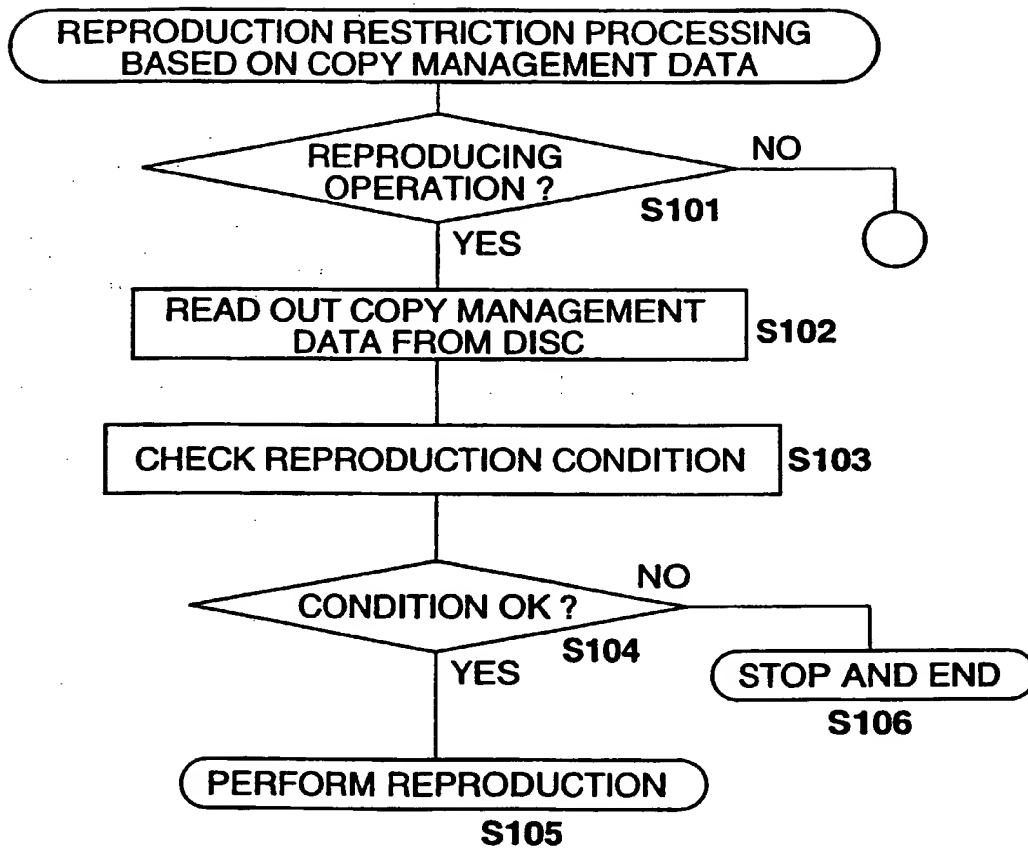 REPRODUCTION RESTRICTION PROCESSING
BASED ON COPY MANAGEMENT DATA
REPRODUCING
OPERATION ?
NO
S101
YES
READ OUT COPY MANAGEMENT
DATA FROM DISC
S102
CHECK REPRODUCTION CONDITION
S103
CONDITION OK ?
NO
S104
YES
STOP AND END
S106
PERFORM REPRODUCTION
S105